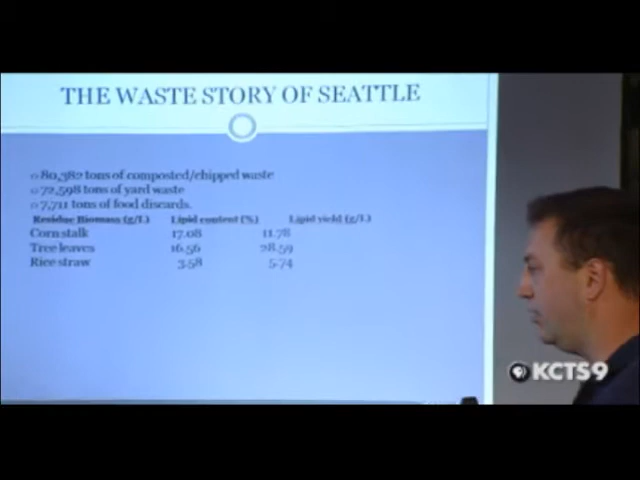 THE WASTE STORY OF SEATTLE
80,382 tons of composted/chipped waste
72,598 tons of yard waste
7,711 tons of food discards.
Residue Biomass (g/L) Lipid content (%) Lipid yield (g/L)
Corn stalk 17.08 11.78
Tree leaves 16.56 28.59
Rice straw 3.58 5.74
KCTS9